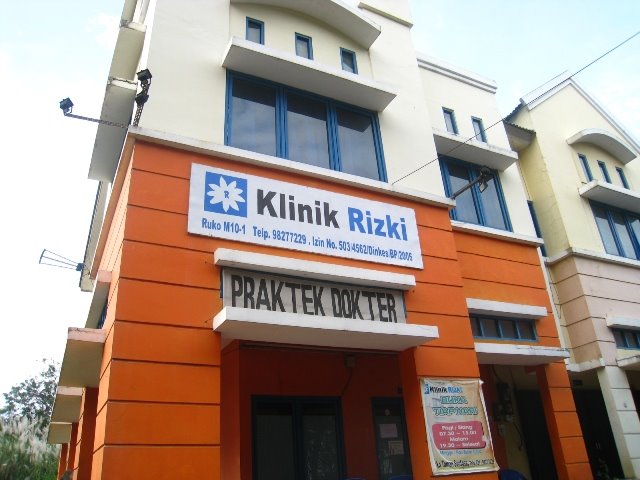 R
Klinik Rizki
Ruko M10-1 Telp. 98277229 . Izin No. 503/4562/Dinkes/BP/2006
PRAKTEK DOKTER
Klinik RIZKI
Pagi / Siang
07.30 - 13.00
Malam